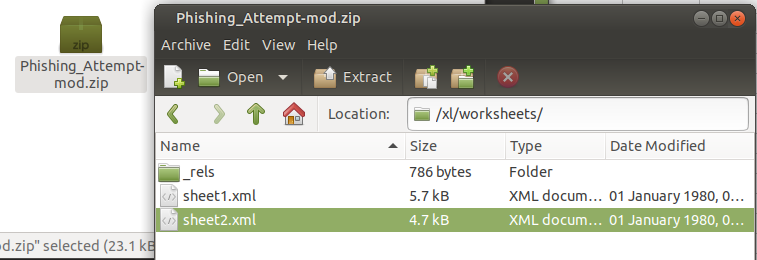 Phishing_Attempt-mod.zip
zip
Phishing_Attempt-
mod.zip
Archive Edit View Help
Open Extract
Location: /xl/worksheets/
Name Size Type Date Modified
_rels 786 bytes Folder
sheet1.xml 5.7 kB XML docum… 01 January 1980, 0…
sheet2.xml 4.7 kB XML docum… 01 January 1980, 0…
od.zip" selected (23.1 kB